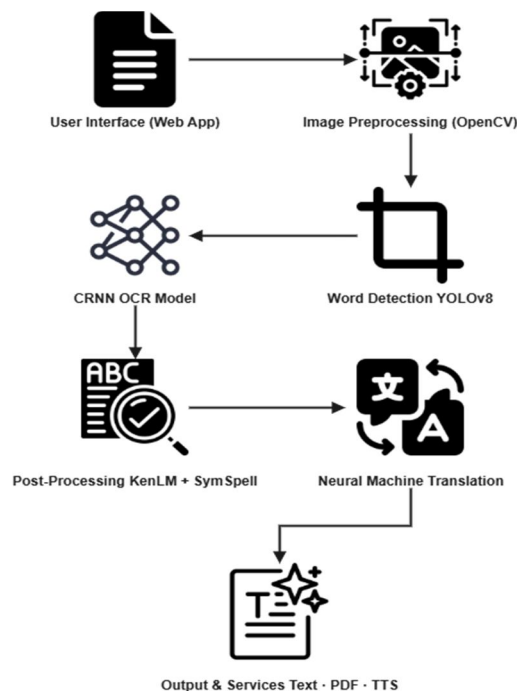 User Interface (Web App)
Image Preprocessing (OpenCV)
Word Detection YOLOv8
CRNN OCR Model
ABC
Post-Processing KenLM + SymSpell
文
A
Neural Machine Translation
T
Output & Services Text · PDF · TTS